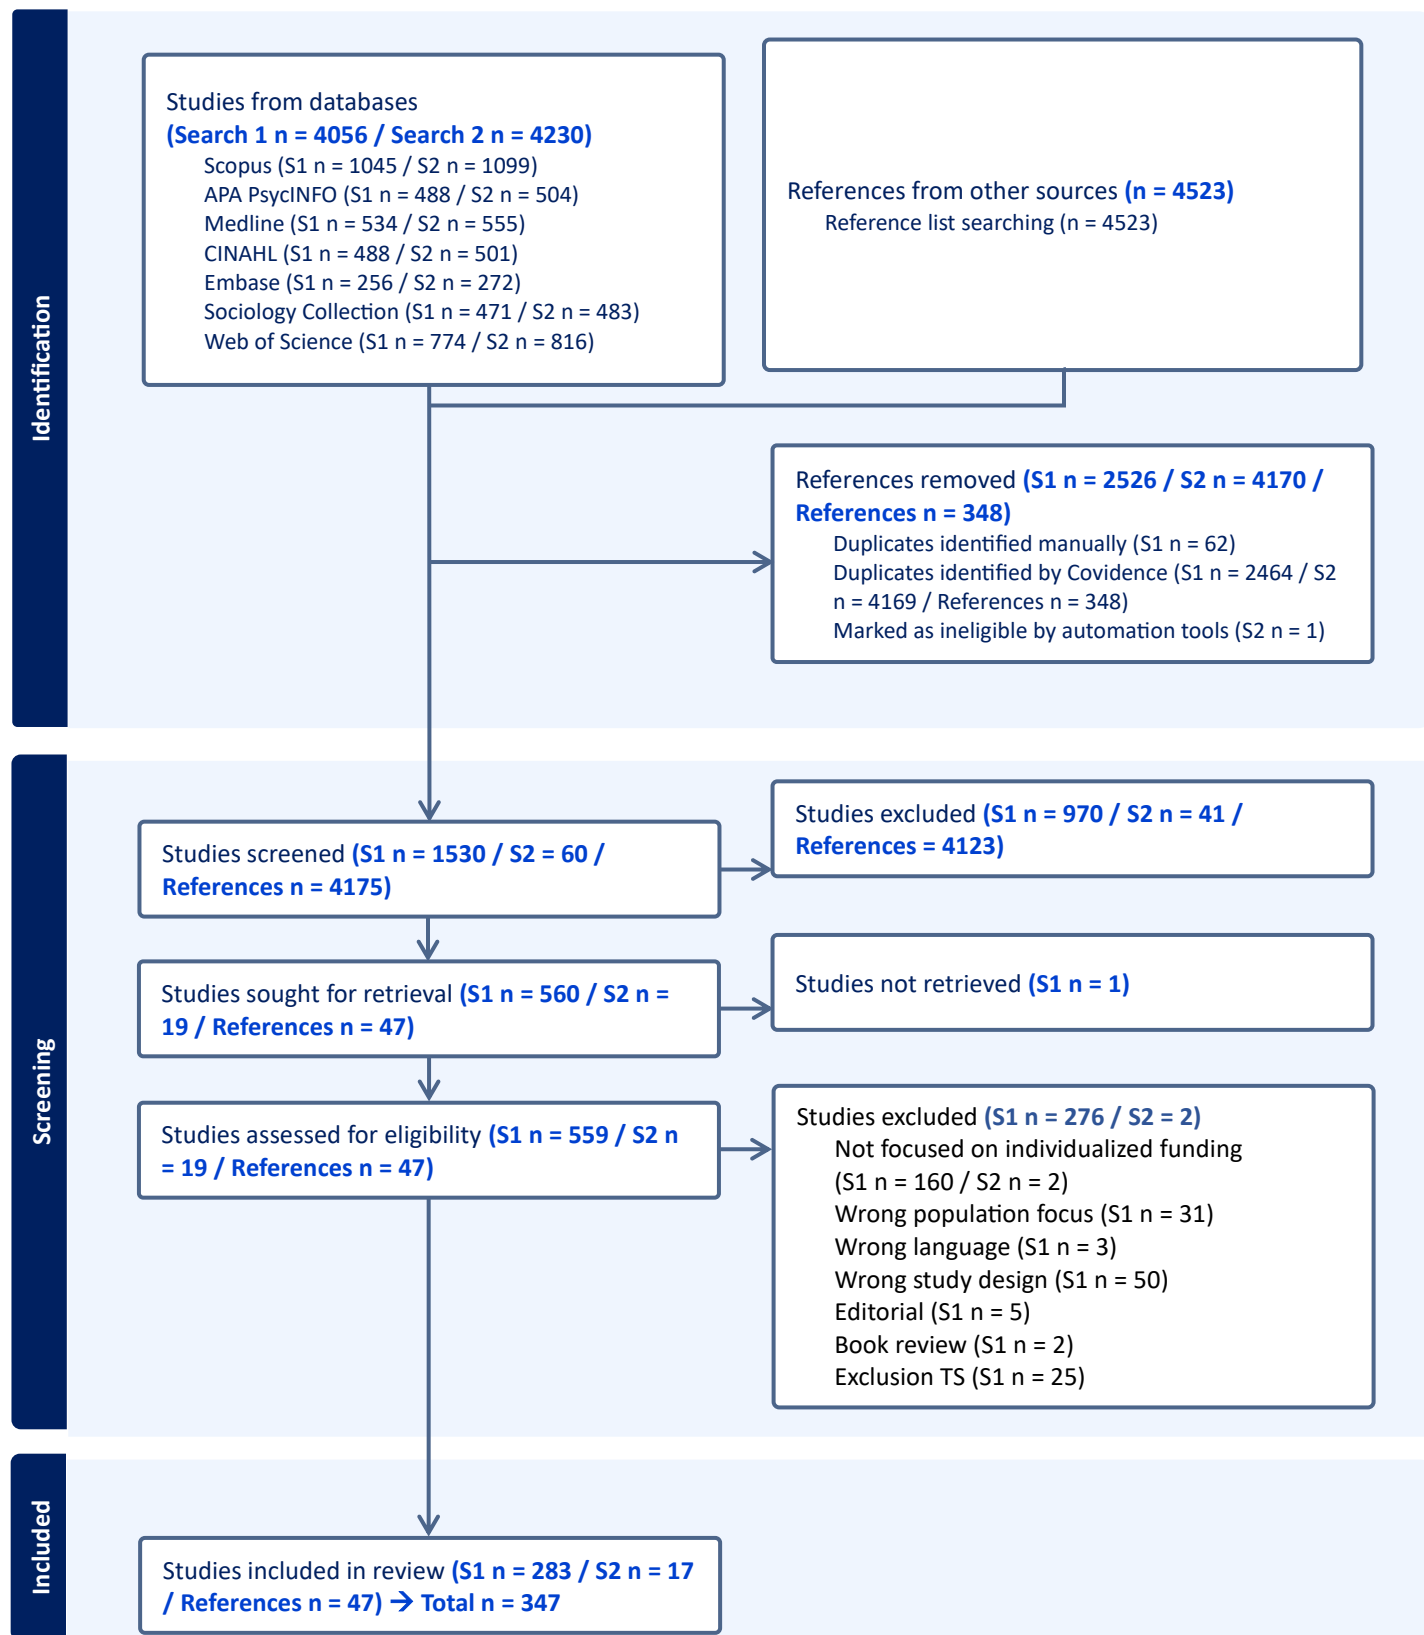 Identification
Studies from databases
(Search 1 n = 4056 / Search 2 n = 4230)
Scopus (S1 n = 1045 / S2 n = 1099)
APA PsycINFO (S1 n = 488 / S2 n = 504)
Medline (S1 n = 534 / S2 n = 555)
CINAHL (S1 n = 488 / S2 n = 501)
Embase (S1 n = 256 / S2 n = 272)
Sociology Collection (S1 n = 471 / S2 n = 483)
Web of Science (S1 n = 774 / S2 n = 816)
References from other sources (n = 4523)
Reference list searching (n = 4523)
References removed (S1 n = 2526 / S2 n = 4170 /
References n = 348)
Duplicates identified manually (S1 n = 62)
Duplicates identified by Covidence (S1 n = 2464 / S2
n = 4169 / References n = 348)
Marked as ineligible by automation tools (S2 n = 1)
Screening
Studies screened (S1 n = 1530 / S2 = 60 /
References n = 4175)
Studies excluded (S1 n = 970 / S2 n = 41 /
References = 4123)
Studies sought for retrieval (S1 n = 560 / S2 n =
19 / References n = 47)
Studies not retrieved (S1 n = 1)
Studies assessed for eligibility (S1 n = 559 / S2 n
= 19 / References n = 47)
Studies excluded (S1 n = 276 / S2 = 2)
Not focused on individualized funding
(S1 n = 160 / S2 n = 2)
Wrong population focus (S1 n = 31)
Wrong language (S1 n = 3)
Wrong study design (S1 n = 50)
Editorial (S1 n = 5)
Book review (S1 n = 2)
Exclusion TS (S1 n = 25)
Included
Studies included in review (S1 n = 283 / S2 n = 17
/ References n = 47) → Total n = 347